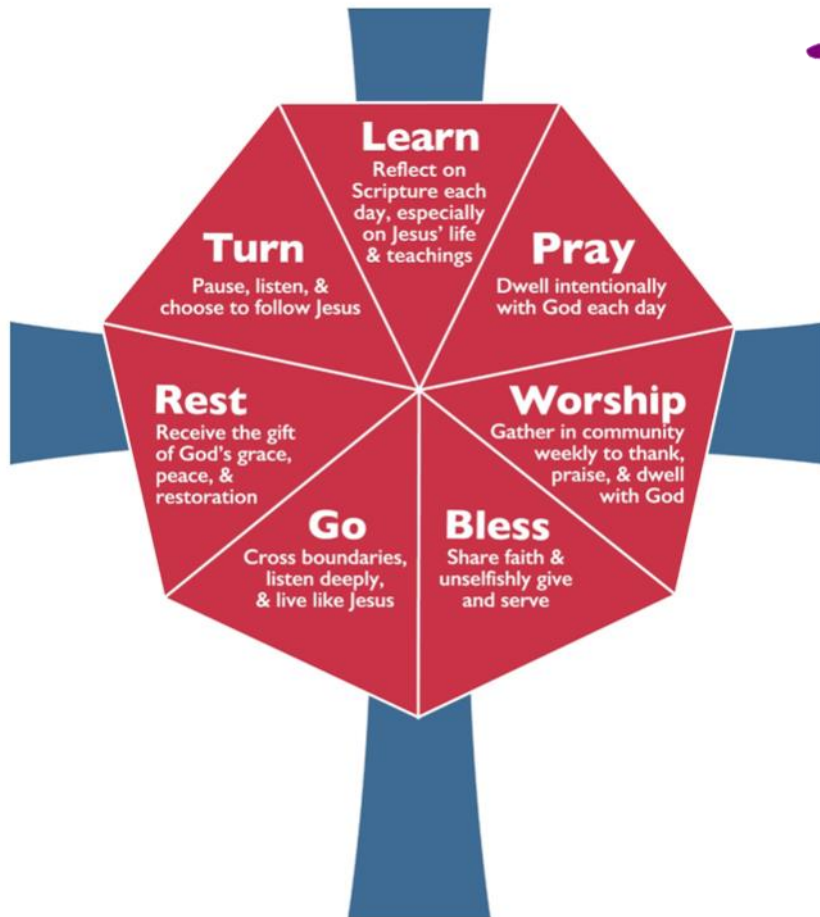 Learn
Reflect on
Scripture each
day, especially
on Jesus' life
& teachings
Pray
Dwell intentionally
with God each day
Worship
Gather in community
weekly to thank,
praise, & dwell
with God
Bless
Share faith &
unselfishly give
and serve
Go
Cross boundaries,
listen deeply,
& live like Jesus
Rest
Receive the gift
of God's grace,
peace, &
restoration
Turn
Pause, listen, &
choose to follow Jesus